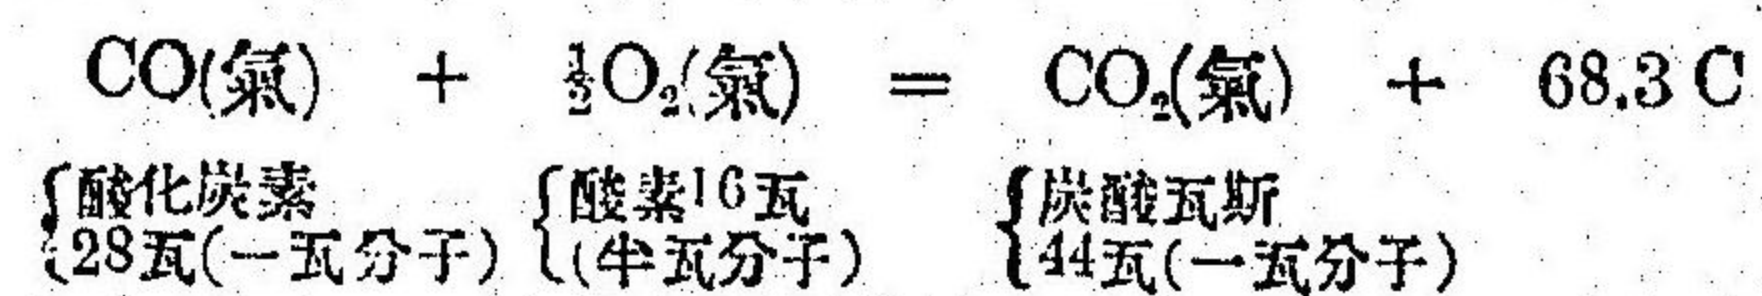 CO(氣) + ½O₂(氣) = CO₂(氣) + 68.3 C
酸化炭素 酸素16瓦 炭酸瓦斯
28瓦(一瓦分子) (半瓦分子) 44瓦(一瓦分子)